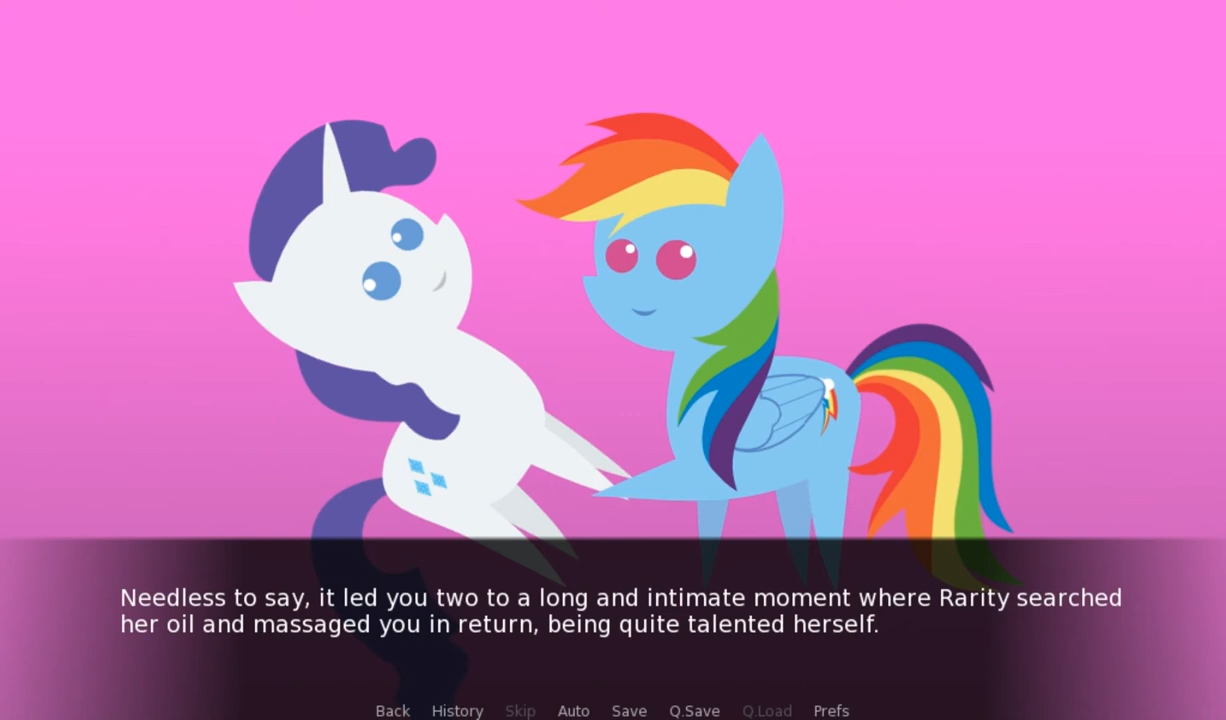 Needless to say, it led you two to a long and intimate moment where Rarity searched
her oil and massaged you in return, being quite talented herself.
Back History Skip Auto Save Q.Save Q.Load Prefs